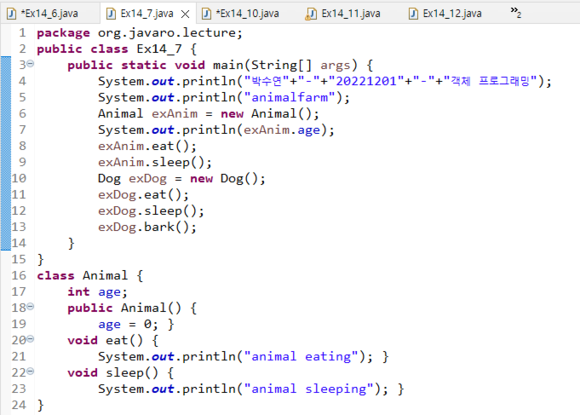 *Ex14_6.java Ex14_7.java *Ex14_10.java Ex14_11.java Ex14_12.java »2
1 package org.javaro.lecture;
2 public class Ex14_7 {
3 public static void main(String[] args) {
4 System.out.println("박수연"+"-"+"20221201"+"-"+"객체 프로그래밍");
5 System.out.println("animalfarm");
6 Animal exAnim = new Animal();
7 System.out.println(exAnim.age);
8 exAnim.eat();
9 exAnim.sleep();
10 Dog exDog = new Dog();
11 exDog.eat();
12 exDog.sleep();
13 exDog.bark();
14 }
15 }
16 class Animal {
17 int age;
18 public Animal() {
19 age = 0; }
20 void eat() {
21 System.out.println("animal eating"); }
22 void sleep() {
23 System.out.println("animal sleeping"); }
24 }